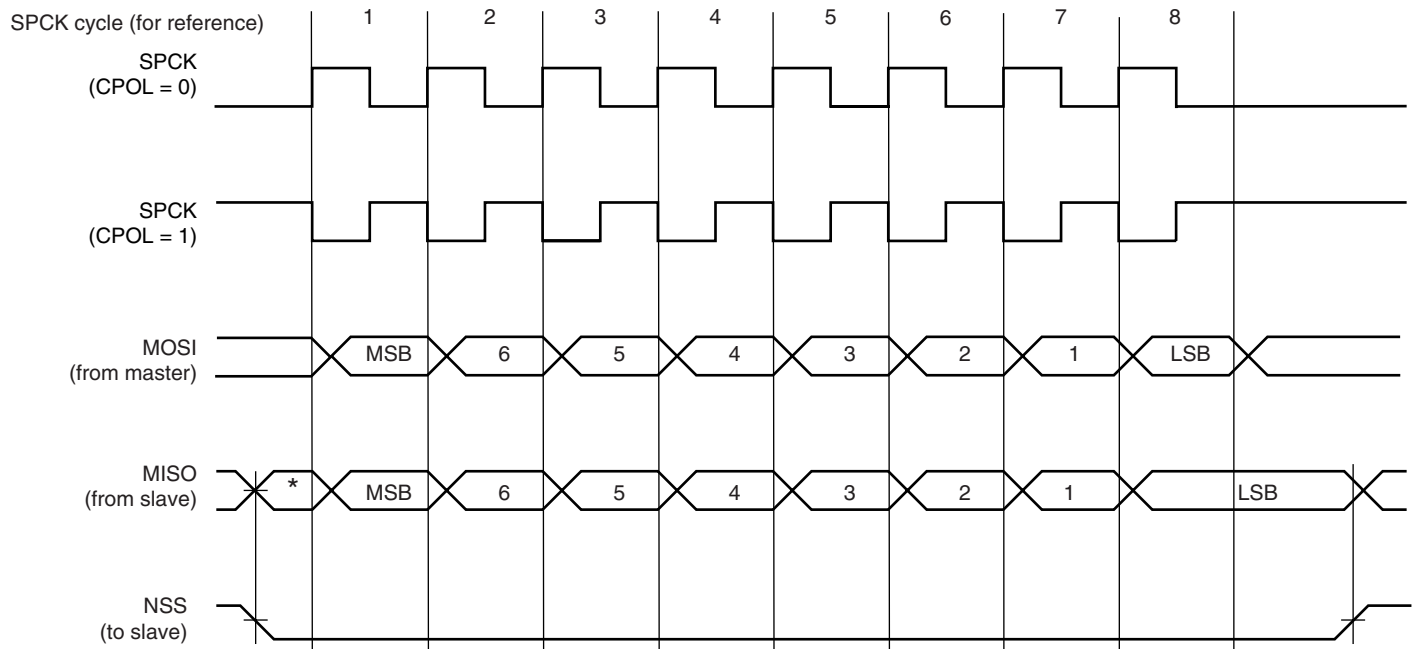 SPCK cycle (for reference) 1 2 3 4 5 6 7 8
SPCK
(CPOL = 0)
SPCK
(CPOL = 1)
MOSI
(from master)
MSB 6 5 4 3 2 1 LSB
MISO
(from slave)
* MSB 6 5 4 3 2 1 LSB
NSS
(to slave)